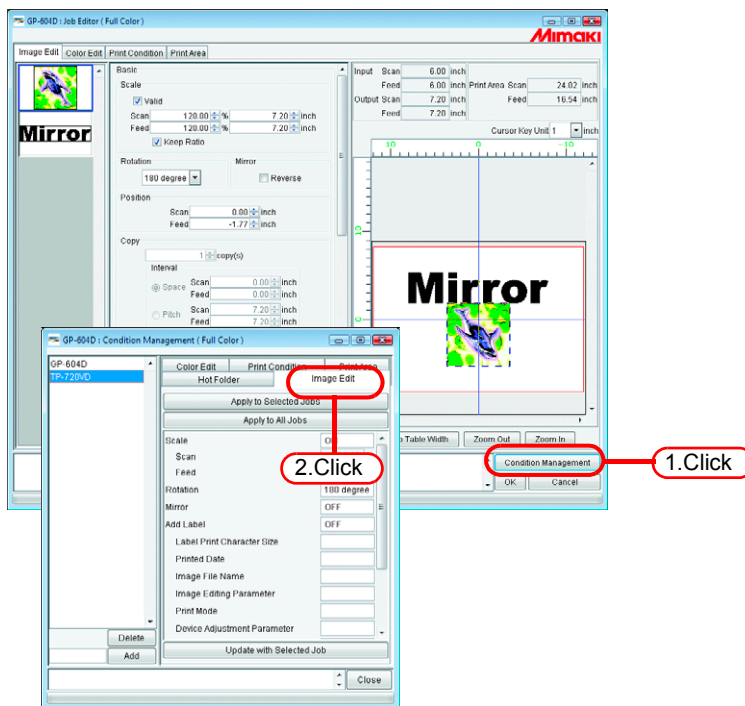 GP-604D : Job Editor ( Full Color )
Mimaki
Image Edit Color Edit Print Condition Print Area
Mirror
Basic
Scale
Valid
Scan 120.00 % 7.20 inch
Feed 120.00 % 7.20 inch
Keep Ratio
Rotation Mirror
180 degree Reverse
Position
Scan 0.00 inch
Feed -1.77 inch
Copy
1 copy(s)
Interval
Space Scan 0.00 inch
Feed 0.00 inch
Pitch Scan 7.20 inch
Feed 7.20 inch
Input Scan 6.00 inch
Feed 6.00 inch Print Area Scan 24.02 inch
Output Scan 7.20 inch Feed 16.54 inch
Feed 7.20 inch
Cursor Key Unit 1 inch
10 0 -10
10
0
Mirror
Table Width Zoom Out Zoom In
Condition Management
OK Cancel
1.Click
GP-604D : Condition Management ( Full Color )
GP-604D
TP-720VD
Color Edit Print Condition Print Area
Hot Folder Image Edit
Apply to Selected Jobs
Apply to All Jobs
Scale
Scan
Feed
2.Click
Rotation 180 degree
Mirror OFF
Add Label OFF
Label Print Character Size
Printed Date
Image File Name
Image Editing Parameter
Print Mode
Device Adjustment Parameter
Delete
Add
Update with Selected Job
Close